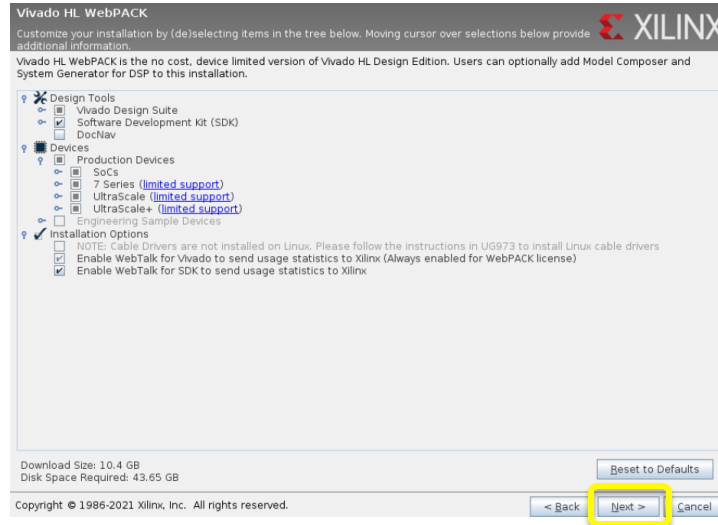 Vivado HL WebPACK
Customize your installation by (de)selecting items in the tree below. Moving cursor over selections below provide
additional information.
XILINX
Vivado HL WebPACK is the no cost, device limited version of Vivado HL Design Edition. Users can optionally add Model Composer and
System Generator for DSP to this installation.
Design Tools
Vivado Design Suite
Software Development Kit (SDK)
DocNav
Devices
Production Devices
SoCs
7 Series (limited support)
UltraScale (limited support)
UltraScale+ (limited support)
Engineering Sample Devices
Installation Options
NOTE: Cable Drivers are not installed on Linux. Please follow the instructions in UG973 to install Linux cable drivers
Enable WebTalk for Vivado to send usage statistics to Xilinx (Always enabled for WebPACK license)
Enable WebTalk for SDK to send usage statistics to Xilinx
Download Size: 10.4 GB
Disk Space Required: 43.65 GB
Reset to Defaults
Copyright © 1986-2021 Xilinx, Inc. All rights reserved.
< Back
Next >
Cancel